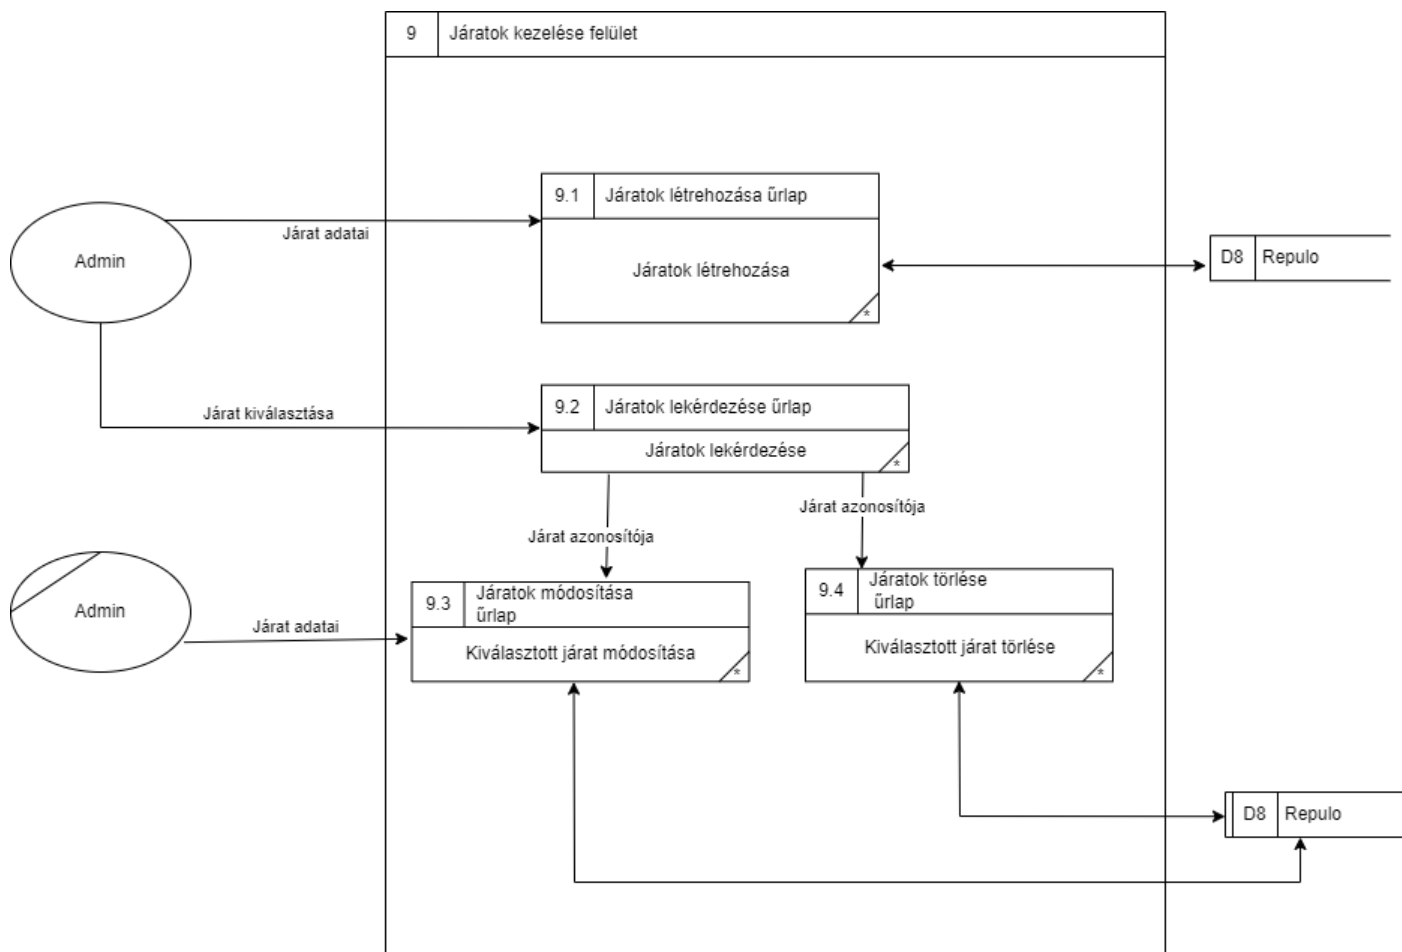 9
Járatok kezelése felület
9.1
Járatok létrehozása űrlap
Járat adatai
Admin
Járatok létrehozása
*
D8
Repulo
9.2
Járatok lekérdezése űrlap
Járat kiválasztása
Járatok lekérdezése
*
Járat azonosítója
Járat azonosítója
Admin
Járat adatai
9.3
Járatok módosítása
űrlap
Kiválasztott járat módosítása
*
9.4
Járatok törlése
űrlap
Kiválasztott járat törlése
*
D8
Repulo